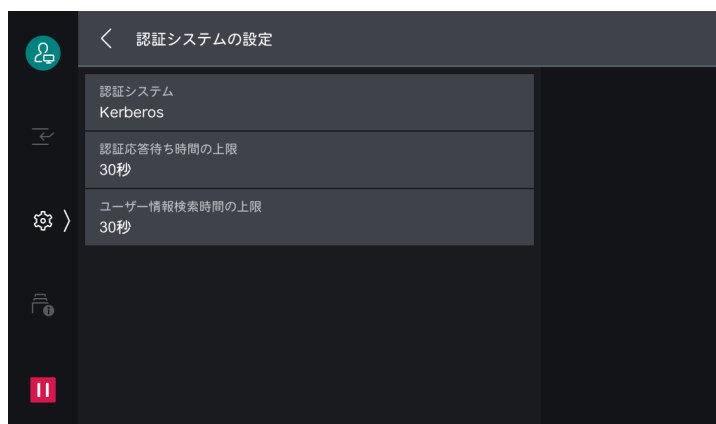 認証システムの設定
認証システム
Kerberos
認証応答待ち時間の上限
30秒
ユーザー情報検索時間の上限
30秒